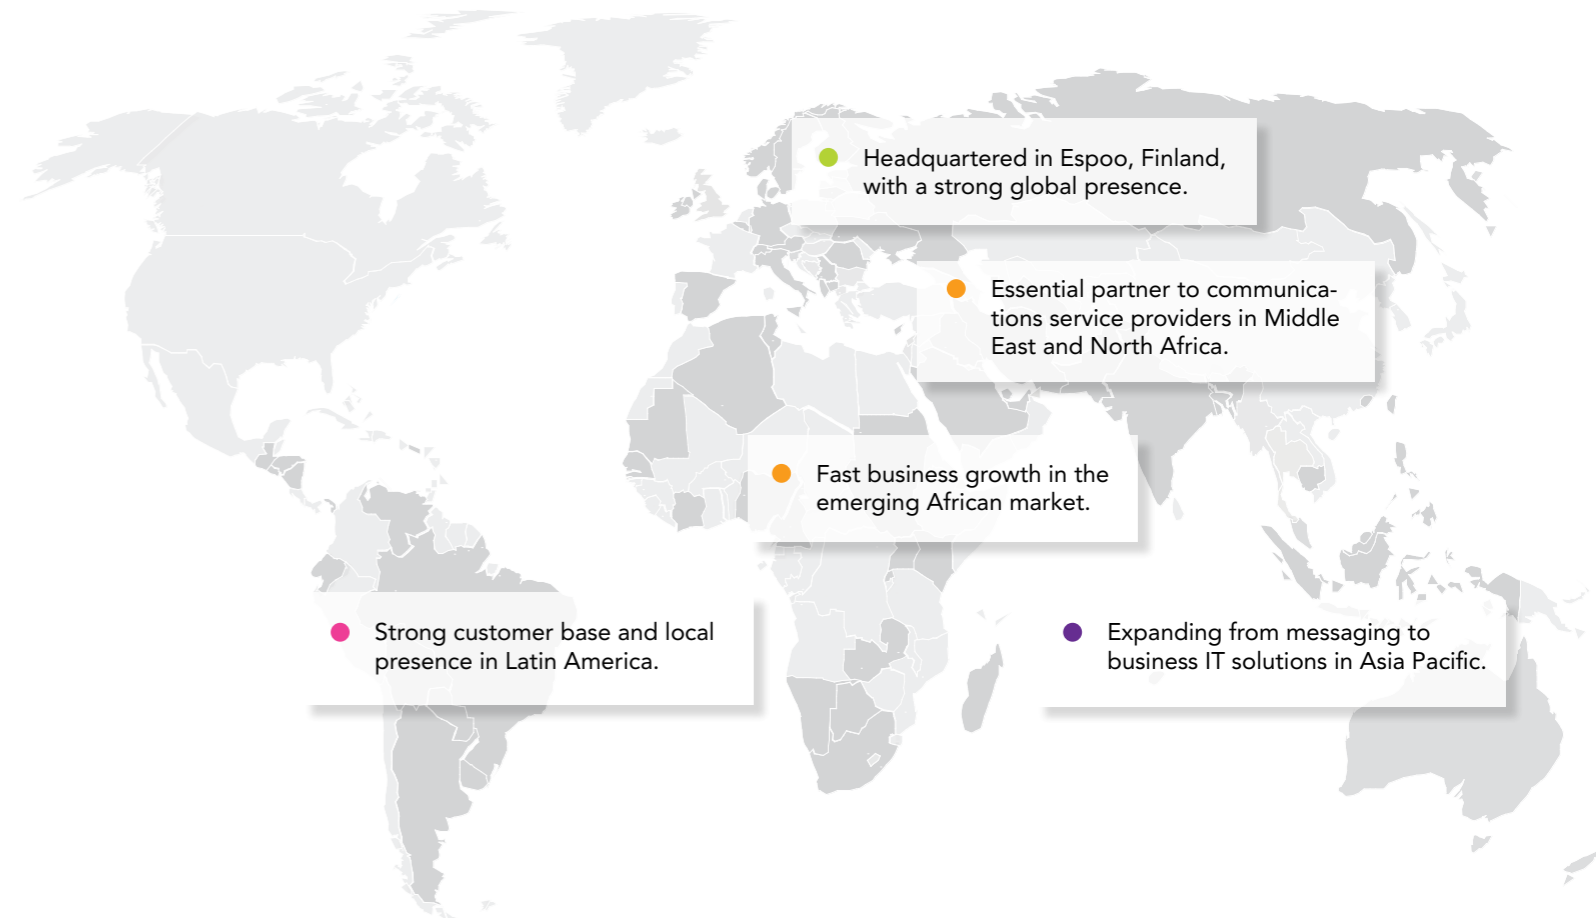 Headquartered in Espoo, Finland,
with a strong global presence.
Essential partner to communica-
tions service providers in Middle
East and North Africa.
Fast business growth in the
emerging African market.
Strong customer base and local
presence in Latin America.
Expanding from messaging to
business IT solutions in Asia Pacific.